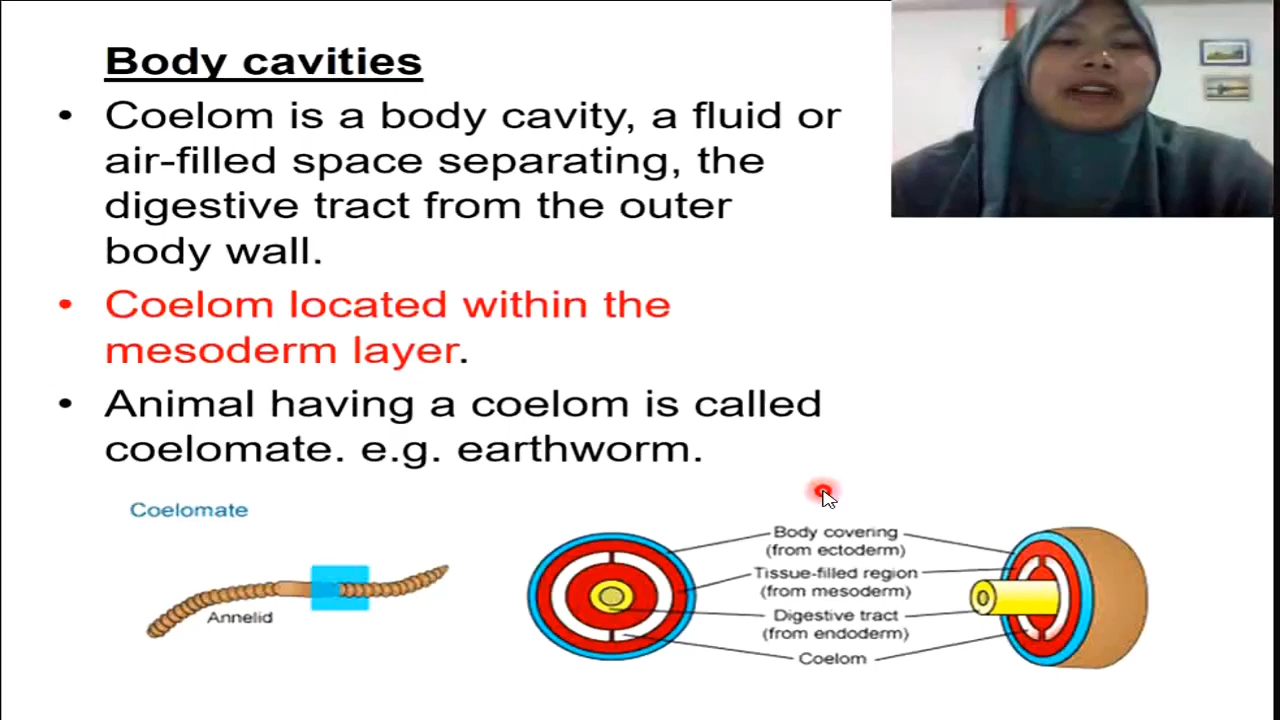 Body cavities
• Coelom is a body cavity, a fluid or
air-filled space separating, the
digestive tract from the outer
body wall.
• Coelom located within the
mesoderm layer.
• Animal having a coelom is called
coelomate. e.g. earthworm.
Coelomate
Annelid
Body covering
(from ectoderm)
Tissue-filled region
(from mesoderm)
Digestive tract
(from endoderm)
Coelom